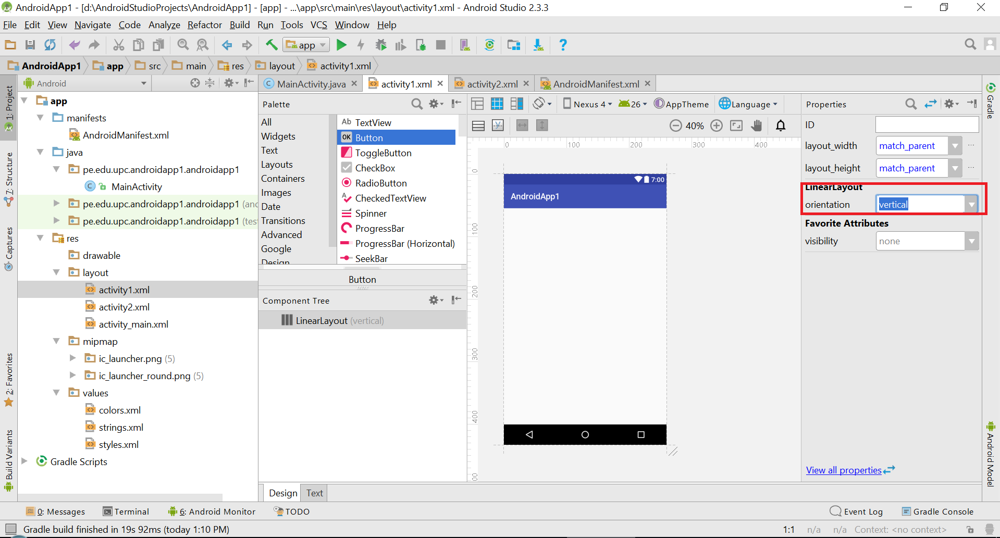 AndroidApp1 - [d:\AndroidStudioProjects\AndroidApp1] - [app] - ...\app\src\main\res\layout\activity1.xml - Android Studio 2.3.3
File Edit View Navigate Code Analyze Refactor Build Run Tools VCS Window Help
app
AndroidApp1 app src main res layout activity1.xml
1: Project
7: Structure
Captures
2: Favorites
Build Variants
Android
app
manifests
AndroidManifest.xml
java
pe.edu.upc.androidapp1.androidapp1
MainActivity
pe.edu.upc.androidapp1.androidapp1 (and
pe.edu.upc.androidapp1.androidapp1 (test
res
drawable
layout
activity1.xml
activity2.xml
activity_main.xml
mipmap
ic_launcher.png (5)
ic_launcher_round.png (5)
values
colors.xml
strings.xml
styles.xml
Gradle Scripts
MainActivity.java activity1.xml activity2.xml AndroidManifest.xml
Palette
All
Widgets
Text
Layouts
Containers
Images
Date
Transitions
Advanced
Google
Design
Ab TextView
OK Button
ToggleButton
CheckBox
RadioButton
CheckedTextView
Spinner
ProgressBar
ProgressBar (Horizontal)
SeekBar
Button
Component Tree
LinearLayout (vertical)
Nexus 4 26 AppTheme Language
40%
0 100 200 300 400
0
100
200
300
400
00
7:00
AndroidApp1
Properties
ID
layout_width match_parent ...
layout_height match_parent ...
LinearLayout
orientation vertical
Favorite Attributes
visibility none
View all properties
Gradle
Android Model
Design Text
0: Messages Terminal 6: Android Monitor TODO Event Log Gradle Console
Gradle build finished in 19s 92ms (today 1:10 PM) 1:1 n/a n/a Context: <no context>